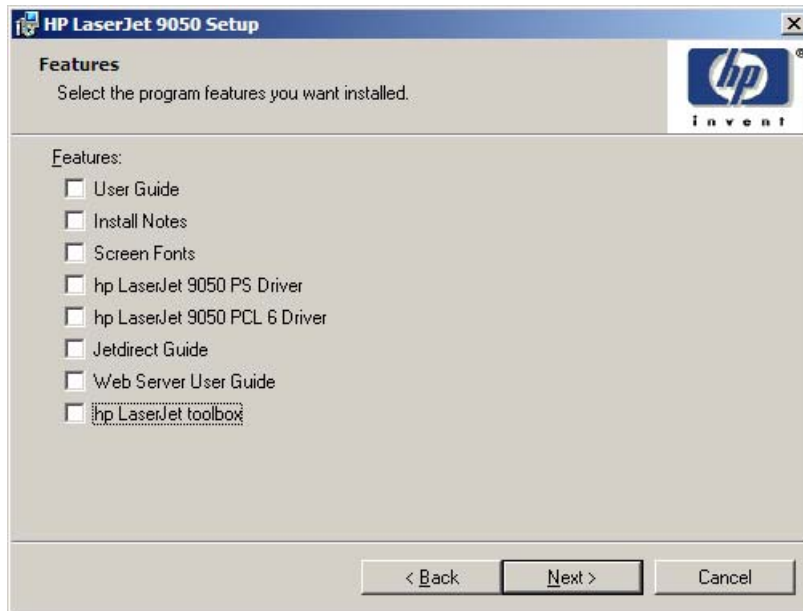 HP LaserJet 9050 Setup
Features
Select the program features you want installed.
hp
®
invent
Features:
User Guide
Install Notes
Screen Fonts
hp LaserJet 9050 PS Driver
hp LaserJet 9050 PCL 6 Driver
Jetdirect Guide
Web Server User Guide
hp LaserJet toolbox
< Back
Next >
Cancel